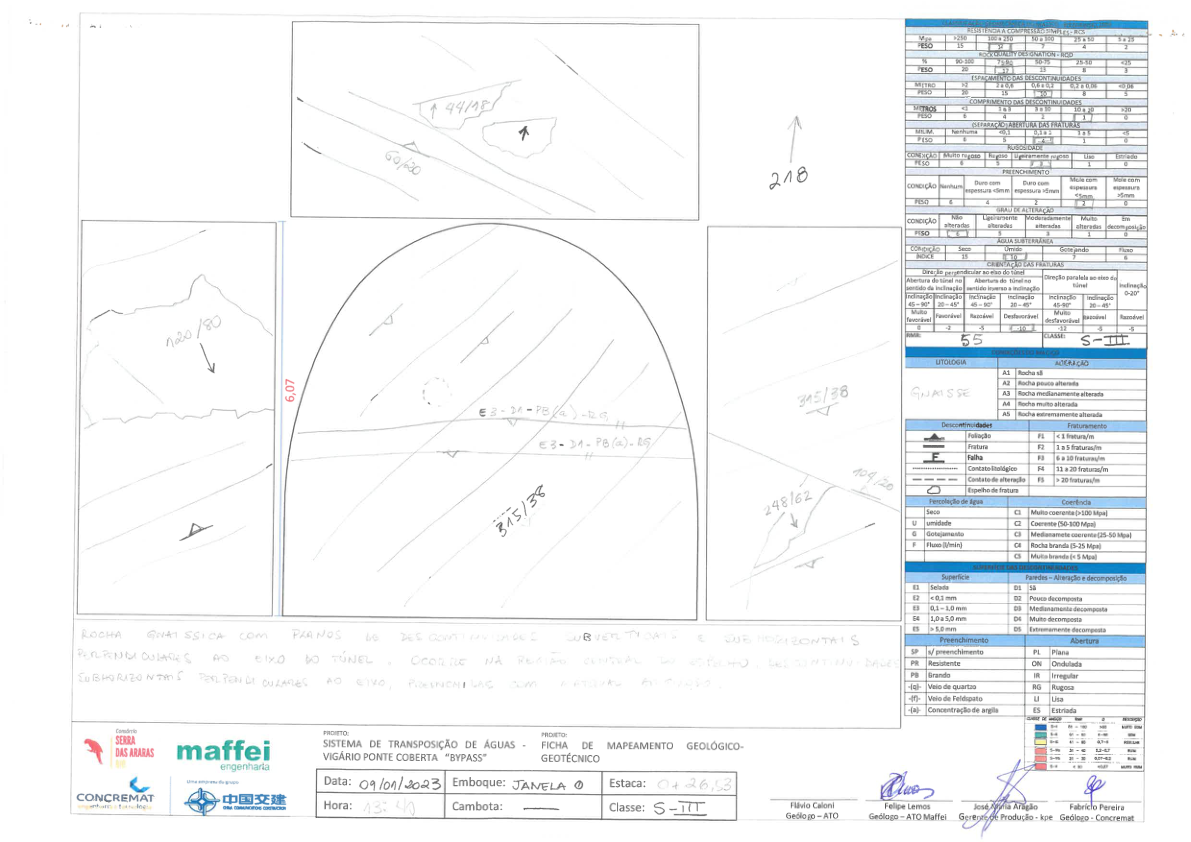 RESISTÊNCIA A COMPRESSÃO SIMPLES - RCS
Mpa >250 100 a 250 50 a 100 25 a 50 5 a 25
PESO 15 12 7 4 2
ROCK QUALITY DESIGNATION - RQD
% 90-100 75-90 50-75 25-50 <25
PESO 20 17 13 8 3
ESPAÇAMENTO DAS DESCONTINUIDADES
METRO >2 2 a 0,6 0,6 a 0,2 0,2 a 0,06 <0,06
PESO 20 15 10 8 5
COMPRIMENTO DAS DESCONTINUIDADES
METROS <1 1 a 3 3 a 10 10 a 20 >20
PESO 6 4 2 1 0
(SEPARAÇÃO) ABERTURA DAS FRATURAS
MILIM. Nenhuma <0,1 0,1 a 1 1 a 5 <5
PESO 6 5 4 1 0
RUGOSIDADE
CONDIÇÃO Muito rugoso Rugoso Ligeiramente rugoso Liso Estriado
PESO 6 5 3 1 0
PREENCHIMENTO
CONDIÇÃO Nenhum Duro com espessura <5mm Duro com espessura >5mm Mole com espessura <5mm Mole com espessura >5mm
PESO 6 4 2 2 0
GRAU DE ALTERAÇÃO
CONDIÇÃO Não alteradas Ligeiramente alteradas Moderadamente alteradas Muito alteradas Em decomposição
PESO 6 5 3 1 0
ÁGUA SUBTERRÂNEA
CONDIÇÃO Seco Úmido Gotejando Fluxo
INDICE 15 10 7 6
ORIENTAÇÃO DAS FRATURAS
Direção perpendicular ao eixo do túnel
Direção paralela ao eixo do túnel
Inclinação 0-20°
Abertura do túnel no sentido da inclinação
Abertura do túnel no sentido inverso a inclinação
Inclinação 45 – 90° Inclinação 20 – 45° Inclinação 45 – 90° Inclinação 20 – 45° Inclinação 45-90° Inclinação 20 – 45°
Muito favorável Favorável Razoável Desfavorável Muito desfavorável Razoável Razoável
0 -2 -5 -10 -12 -5 -5
RMR: 55 CLASSE: S-III
LITOLOGIA ALTERAÇÃO
GNAISSE
A1 Rocha sã
A2 Rocha pouco alterada
A3 Rocha medianamente alterada
A4 Rocha muito alterada
A5 Rocha estremamente alterada
Descontinuidades Fraturamento
Foliação F1 < 1 fratura/m
Fratura F2 1 a 5 fraturas/m
F Falha F3 6 a 10 fraturas/m
Contato litológico F4 11 a 20 fraturas/m
Contato de alteração F5 > 20 fraturas/m
Espelho de fratura
Percolação de água Coerência
Seco C1 Muito coerente (>100 Mpa)
U umidade C2 Coerente (50-100 Mpa)
G Gotejamento C3 Medianamete coerente (25-50 Mpa)
F Fluxo (l/min) C4 Rocha branda (5-25 Mpa)
C5 Muito branda (< 5 Mpa)
Superfície Paredes – Alteração e decomposição
E1 Selada D1 Sã
E2 < 0,1 mm D2 Pouco decomposta
E3 0,1 – 1,0 mm D3 Medianamente decomposta
E4 1,0 a 5,0 mm D4 Muito decomposta
E5 > 5,0 mm D5 Extremamente decomposta
Preenchimento Abertura
SP s/ preenchimento PL Plana
PR Resistente ON Ondulada
PB Brando IR Irregular
-(q)- Veio de quartzo RG Rugosa
-(f)- Veio de Feldspato LI Lisa
-(a)- Concentração de argila ES Estriada
44/18
60/60
218
1020/80
6,07
E3-D1-PB(a)-RG
E3-D1-PB(a)-RG
315/38
315/38
248/62
109/20
ROCHA GNAISSICA COM PLANOS DESCONTINUIDADES SUBVERTICAIS E SUBHORIZONTAIS
PERPENDICULARES AO EIXO DO TÚNEL. OCORRE NA REGIÃO CENTRAL DO ESPELHO, DESCONTINUIDADES
SUBHORIZONTAIS PERPENDICULARES AO EIXO, PREENCHIDAS COM MATERIAL
Consórcio
SERRA
DAS ARARAS
maffei
engenharia
CONCREMAT
engenharia e tecnologia
Uma empresa do grupo
中国交建
PROJETO:
SISTEMA DE TRANSPOSIÇÃO DE ÁGUAS -
VIGÁRIO PONTE COBERTA "BYPASS"
PROJETO:
FICHA DE MAPEAMENTO GEOLÓGICO-
GEOTÉCNICO
Data: 09/01/2023 Emboque: JANELA 0 Estaca: 0+26,53
Hora: 13:40 Cambota: — Classe: S-III
Flávio Caloni
Geólogo – ATO
Felipe Lemos
Geólogo – ATO Maffei
José Maria Aragão
Gerente de Produção - kpe
Fabrício Pereira
Geólogo - Concremat